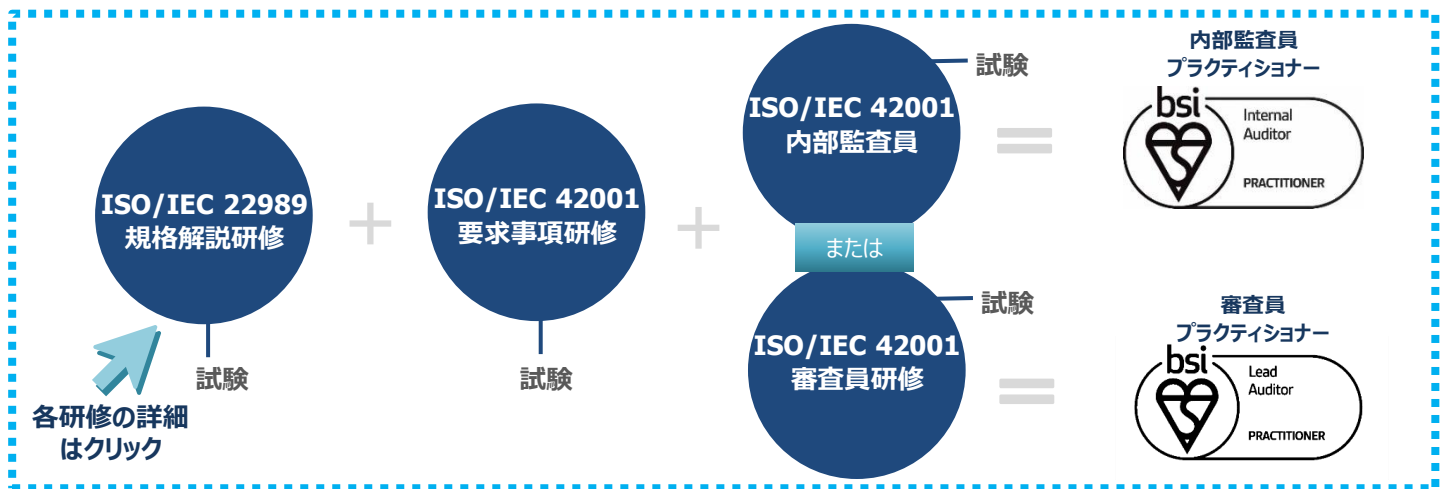 ISO/IEC 22989
規格解説研修
試験
各研修の詳細
はクリック
+
ISO/IEC 42001
要求事項研修
試験
+
ISO/IEC 42001
内部監査員
試験
または
ISO/IEC 42001
審査員研修
試験
=
内部監査員
プラクティショナー
bsi
Internal
Auditor
PRACTITIONER
=
審査員
プラクティショナー
bsi
Lead
Auditor
PRACTITIONER